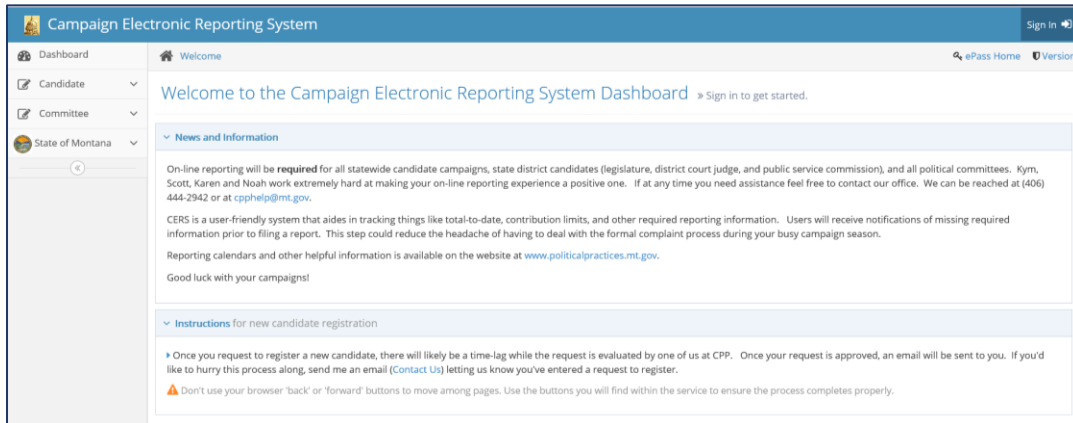 Campaign Electronic Reporting System
Sign In
Dashboard
Welcome
ePass Home
Version
Candidate
Welcome to the Campaign Electronic Reporting System Dashboard » Sign in to get started.
Committee
State of Montana
News and Information
On-line reporting will be required for all statewide candidate campaigns, state district candidates (legislature, district court judge, and public service commission), and all political committees. Kym,
Scott, Karen and Noah work extremely hard at making your on-line reporting experience a positive one. If at any time you need assistance feel free to contact our office. We can be reached at (406)
444-2942 or at cpphelp@mt.gov.
CERS is a user-friendly system that aides in tracking things like total-to-date, contribution limits, and other required reporting information. Users will receive notifications of missing required
information prior to filing a report. This step could reduce the headache of having to deal with the formal complaint process during your busy campaign season.
Reporting calendars and other helpful information is available on the website at www.politicalpractices.mt.gov.
Good luck with your campaigns!
Instructions for new candidate registration
Once you request to register a new candidate, there will likely be a time-lag while the request is evaluated by one of us at CPP. Once your request is approved, an email will be sent to you. If you'd
like to hurry this process along, send me an email (Contact Us) letting us know you've entered a request to register.
Don't use your browser 'back' or 'forward' buttons to move among pages. Use the buttons you will find within the service to ensure the process completes properly.